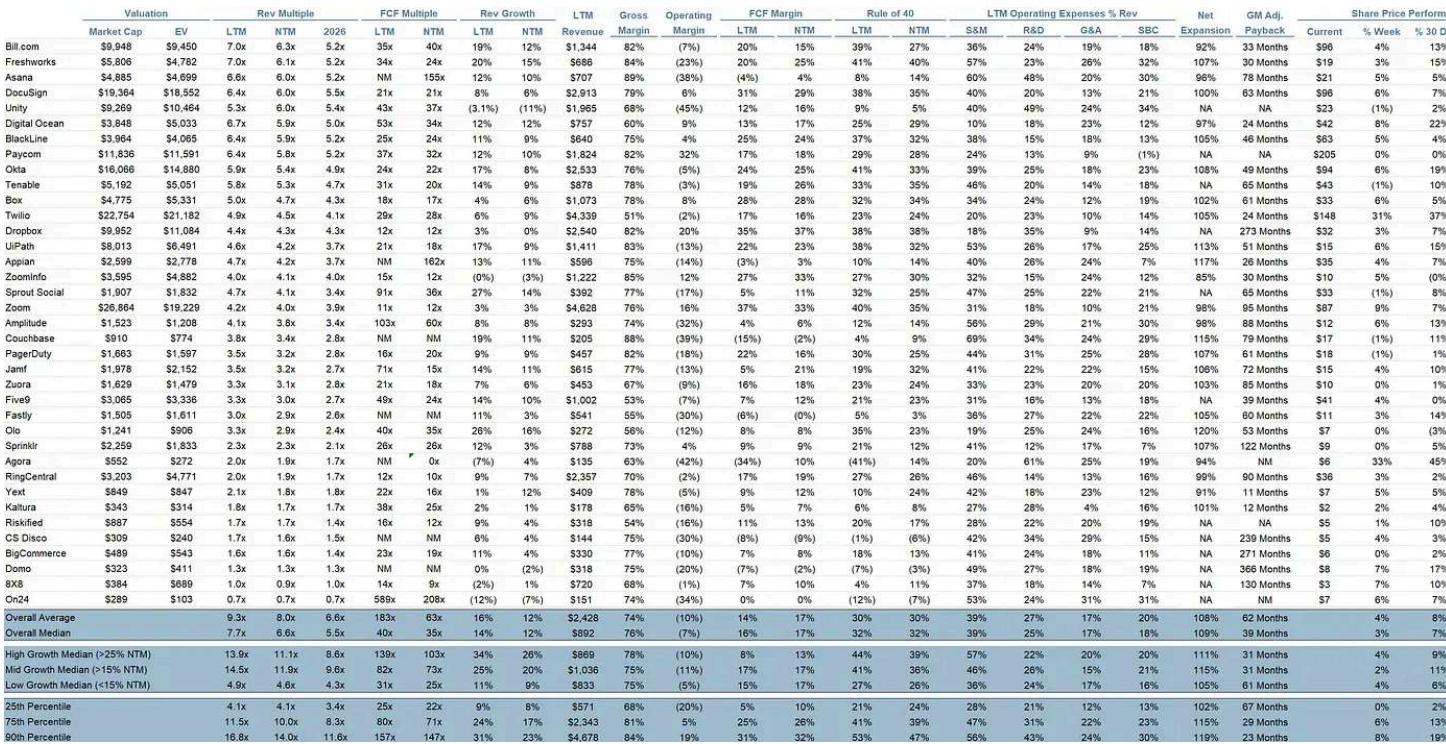 Valuation Rev Multiple FCF Multiple Rev Growth LTM Gross Operating FCF Margin Rule of 40 LTM Operating Expenses % Rev Net GM Adj. Share Price Perform
Market Cap EV LTM NTM 2026 LTM NTM LTM NTM Revenue Margin Margin LTM NTM LTM NTM S&M R&D G&A SBC Expansion Payback Current % Week % 30 D
Bill.com $9,948 $9,450 7.0x 6.3x 5.2x 35x 40x 19% 12% $1,344 82% (7%) 20% 15% 39% 27% 36% 24% 19% 18% 92% 33 Months $96 4% 13%
Freshworks $5,806 $4,782 7.0x 6.1x 5.2x 34x 24x 20% 15% $686 84% (23%) 20% 25% 41% 40% 57% 23% 26% 32% 107% 30 Months $19 3% 15%
Asana $4,885 $4,699 6.6x 6.0x 5.2x NM 155x 12% 10% $707 89% (38%) (4%) 4% 8% 14% 60% 48% 20% 30% 96% 78 Months $21 5% 5%
DocuSign $19,364 $18,552 6.4x 6.0x 5.5x 21x 21x 8% 6% $2,913 79% 6% 31% 29% 38% 35% 40% 20% 13% 21% 100% 63 Months $96 6% 7%
Unity $9,269 $10,464 5.3x 6.0x 5.4x 43x 37x (3.1%) (11%) $1,965 68% (45%) 12% 16% 9% 5% 40% 49% 24% 34% NA NA $23 (1%) 2%
Digital Ocean $3,848 $5,033 6.7x 5.9x 5.0x 53x 34x 12% 12% $757 60% 9% 13% 17% 25% 29% 10% 18% 23% 12% 97% 24 Months $42 8% 22%
BlackLine $3,964 $4,065 6.4x 5.9x 5.2x 25x 24x 11% 9% $640 75% 4% 25% 24% 37% 32% 38% 15% 18% 13% 105% 46 Months $63 5% 4%
Paycom $11,836 $11,591 6.4x 5.8x 5.2x 37x 32x 12% 10% $1,824 82% 32% 17% 18% 29% 28% 24% 13% 9% (1%) NA NA $205 0% 0%
Okta $16,066 $14,880 5.9x 5.4x 4.9x 24x 22x 17% 8% $2,533 76% (5%) 24% 25% 41% 33% 39% 25% 18% 23% 108% 49 Months $94 6% 19%
Tenable $5,192 $5,051 5.8x 5.3x 4.7x 31x 20x 14% 9% $878 78% (3%) 19% 26% 33% 35% 46% 20% 14% 18% NA 65 Months $43 (1%) 10%
Box $4,775 $5,331 5.0x 4.7x 4.3x 18x 17x 4% 6% $1,073 78% 8% 28% 28% 32% 34% 34% 24% 12% 19% 102% 61 Months $33 6% 5%
Twilio $22,754 $21,182 4.9x 4.5x 4.1x 29x 28x 6% 9% $4,339 51% (2%) 17% 16% 23% 24% 20% 23% 10% 14% 105% 24 Months $148 31% 37%
Dropbox $9,952 $11,084 4.4x 4.3x 4.3x 12x 12x 3% 0% $2,540 82% 20% 35% 37% 38% 38% 18% 35% 9% 14% NA 273 Months $32 3% 7%
UiPath $8,013 $6,491 4.6x 4.2x 3.7x 21x 18x 17% 9% $1,411 83% (13%) 22% 23% 38% 32% 53% 26% 17% 25% 113% 51 Months $15 6% 15%
Appian $2,599 $2,778 4.7x 4.2x 3.7x NM 162x 13% 11% $596 75% (14%) (3%) 3% 10% 14% 40% 26% 24% 7% 117% 26 Months $35 4% 7%
ZoomInfo $3,595 $4,882 4.0x 4.1x 4.0x 15x 12x (0%) (3%) $1,222 85% 12% 27% 33% 27% 30% 32% 15% 24% 12% 85% 30 Months $10 5% (0%
Sprout Social $1,907 $1,832 4.7x 4.1x 3.4x 91x 36x 27% 14% $392 77% (17%) 5% 11% 32% 25% 47% 25% 22% 21% NA 65 Months $33 (1%) 8%
Zoom $26,864 $19,229 4.2x 4.0x 3.9x 11x 12x 3% 3% $4,628 76% 16% 37% 33% 40% 35% 31% 18% 10% 21% 98% 95 Months $87 9% 7%
Amplitude $1,523 $1,208 4.1x 3.8x 3.4x 103x 60x 8% 8% $293 74% (32%) 4% 6% 12% 14% 56% 29% 21% 30% 98% 88 Months $12 6% 13%
Couchbase $910 $774 3.8x 3.4x 2.8x NM NM 19% 11% $205 88% (39%) (15%) (2%) 4% 9% 69% 34% 24% 29% 115% 79 Months $17 (1%) 11%
PagerDuty $1,663 $1,597 3.5x 3.2x 2.8x 16x 20x 9% 9% $457 82% (18%) 22% 16% 30% 25% 44% 31% 25% 28% 107% 61 Months $18 (1%) 1%
Jamf $1,978 $2,152 3.5x 3.2x 2.7x 71x 15x 14% 11% $615 77% (13%) 5% 21% 19% 32% 41% 22% 22% 15% 106% 72 Months $15 4% 10%
Zuora $1,629 $1,479 3.3x 3.1x 2.8x 21x 18x 7% 6% $453 67% (9%) 16% 18% 23% 24% 33% 23% 20% 20% 103% 85 Months $10 0% 1%
Five9 $3,065 $3,336 3.3x 3.0x 2.7x 49x 24x 14% 10% $1,002 53% (7%) 7% 12% 21% 23% 31% 16% 13% 18% NA 39 Months $41 4% 0%
Fastly $1,505 $1,611 3.0x 2.9x 2.6x NM NM 11% 3% $541 55% (30%) (6%) (0%) 5% 3% 36% 27% 22% 22% 105% 60 Months $11 3% 14%
Olo $1,241 $906 3.3x 2.9x 2.4x 40x 35x 26% 16% $272 56% (12%) 8% 8% 35% 23% 19% 25% 24% 16% 120% 53 Months $7 0% (3%
Sprinklr $2,259 $1,833 2.3x 2.3x 2.1x 26x 26x 12% 3% $788 73% 4% 9% 9% 21% 12% 41% 12% 17% 7% 107% 122 Months $9 0% 5%
Agora $552 $272 2.0x 1.9x 1.7x NM 0x (7%) 4% $135 63% (42%) (34%) 10% (41%) 14% 20% 61% 25% 19% 94% NM $6 33% 45%
RingCentral $3,203 $4,771 2.0x 1.9x 1.7x 12x 10x 9% 7% $2,357 70% (2%) 17% 19% 27% 26% 46% 14% 13% 16% 99% 90 Months $36 3% 2%
Yext $849 $847 2.1x 1.8x 1.8x 22x 16x 1% 12% $409 78% (5%) 9% 12% 10% 24% 42% 18% 23% 12% 91% 11 Months $7 5% 5%
Kaltura $343 $314 1.8x 1.7x 1.7x 38x 25x 2% 1% $178 65% (16%) 5% 7% 6% 8% 27% 28% 4% 16% 101% 12 Months $2 2% 4%
Riskified $887 $554 1.7x 1.7x 1.4x 16x 12x 9% 4% $318 54% (16%) 11% 13% 20% 17% 28% 22% 20% 19% NA NA $5 1% 10%
CS Disco $309 $240 1.7x 1.6x 1.5x NM NM 6% 4% $144 75% (30%) (8%) (9%) (1%) (6%) 42% 34% 29% 15% NA 239 Months $5 4% 3%
BigCommerce $489 $543 1.6x 1.6x 1.4x 23x 19x 11% 4% $330 77% (10%) 7% 8% 18% 13% 41% 24% 18% 11% NA 271 Months $6 0% 2%
Domo $323 $411 1.3x 1.3x 1.3x NM NM 0% (2%) $318 75% (20%) (7%) (2%) (7%) (3%) 49% 27% 18% 19% NA 366 Months $8 7% 17%
8X8 $384 $689 1.0x 0.9x 1.0x 14x 9x (2%) 1% $720 68% (1%) 7% 10% 4% 11% 37% 18% 14% 7% NA 130 Months $3 7% 10%
On24 $289 $103 0.7x 0.7x 0.7x 589x 208x (12%) (7%) $151 74% (34%) 0% 0% (12%) (7%) 53% 24% 31% 31% NA NM $7 6% 7%
Overall Average 9.3x 8.0x 6.6x 183x 63x 16% 12% $2,428 74% (10%) 14% 17% 30% 30% 39% 27% 17% 20% 108% 62 Months 4% 8%
Overall Median 7.7x 6.6x 5.5x 40x 35x 14% 12% $892 76% (7%) 16% 17% 32% 32% 39% 25% 17% 18% 109% 39 Months 3% 7%
High Growth Median (>25% NTM) 13.9x 11.1x 8.6x 139x 103x 34% 26% $869 78% (10%) 8% 13% 44% 39% 57% 22% 20% 20% 111% 31 Months 4% 9%
Mid Growth Median (>15% NTM) 14.5x 11.9x 9.6x 82x 73x 25% 20% $1,036 75% (11%) 17% 17% 41% 36% 46% 26% 15% 21% 115% 31 Months 2% 11%
Low Growth Median (<15% NTM) 4.9x 4.6x 4.3x 31x 25x 11% 9% $833 75% (5%) 15% 17% 27% 26% 36% 24% 17% 16% 105% 61 Months 4% 6%
25th Percentile 4.1x 4.1x 3.4x 25x 22x 9% 8% $571 68% (20%) 5% 10% 21% 24% 28% 21% 12% 13% 102% 67 Months 0% 2%
75th Percentile 11.5x 10.0x 8.3x 80x 71x 24% 17% $2,343 81% 5% 25% 26% 41% 39% 47% 31% 22% 23% 115% 29 Months 6% 13%
90th Percentile 16.8x 14.0x 11.6x 157x 147x 31% 23% $4,678 84% 19% 31% 32% 53% 47% 56% 43% 24% 30% 119% 23 Months 8% 19%